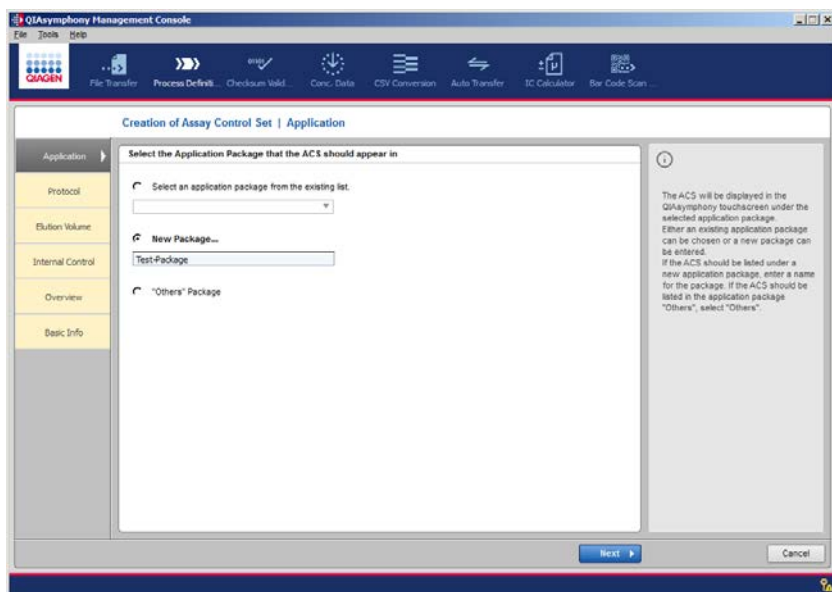 QIAsymphony Management Console
File Tools Help
QIAGEN
File Transfer
Process Definiti...
Checksum Valid...
Conc. Data
CSV Conversion
Auto Transfer
IC Calculator
Bar Code Scan ...
Creation of Assay Control Set | Application
Application
Protocol
Elution Volume
Internal Control
Overview
Basic Info
Select the Application Package that the ACS should appear in
Select an application package from the existing list.
New Package...
Test-Package
"Others" Package
The ACS will be displayed in the
QIAsymphony touchscreen under the
selected application package.
Either an existing application package
can be chosen or a new package can
be entered.
If the ACS should be listed under a
new application package, enter a name
for the package. If the ACS should be
listed in the application package
"Others", select "Others".
Next
Cancel